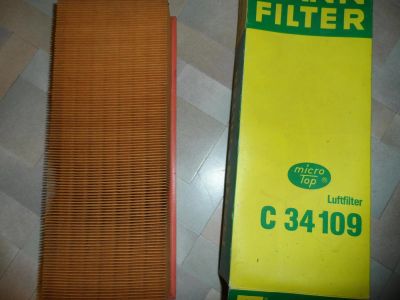 FILTER
micro
Top ®
Luftfilter
C 34109